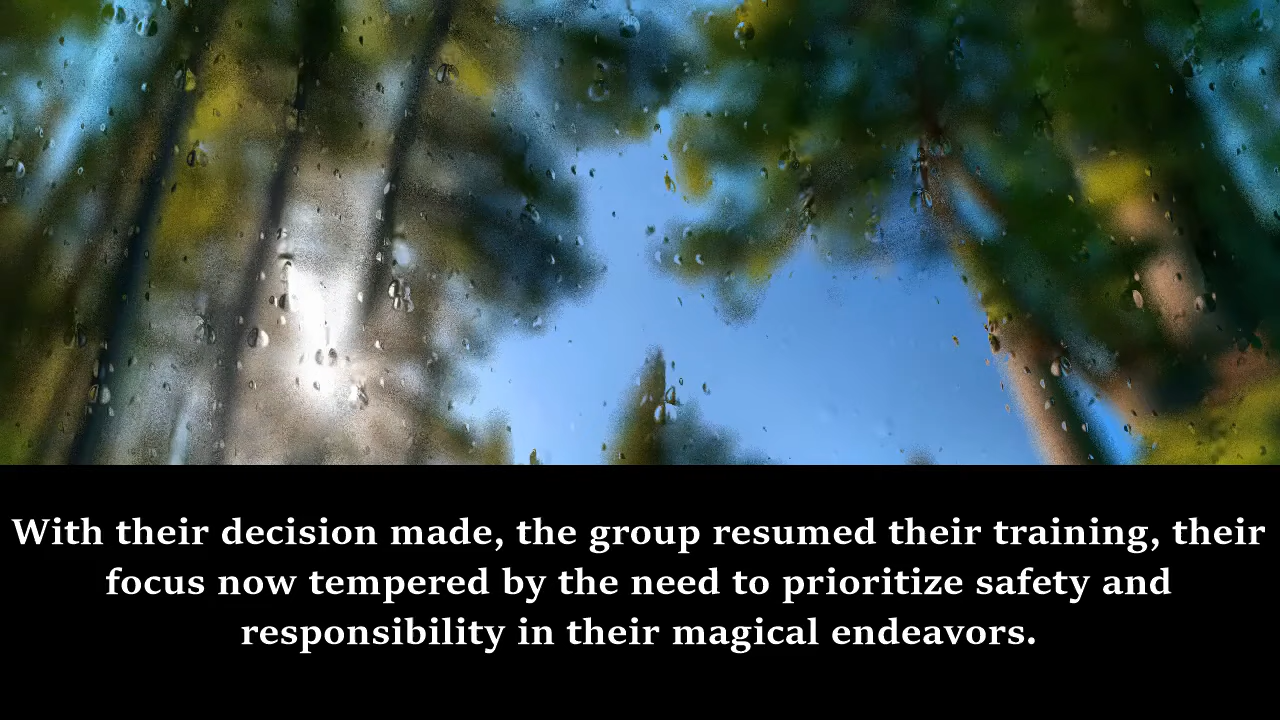 With their decision made, the group resumed their training, their
focus now tempered by the need to prioritize safety and
responsibility in their magical endeavors.